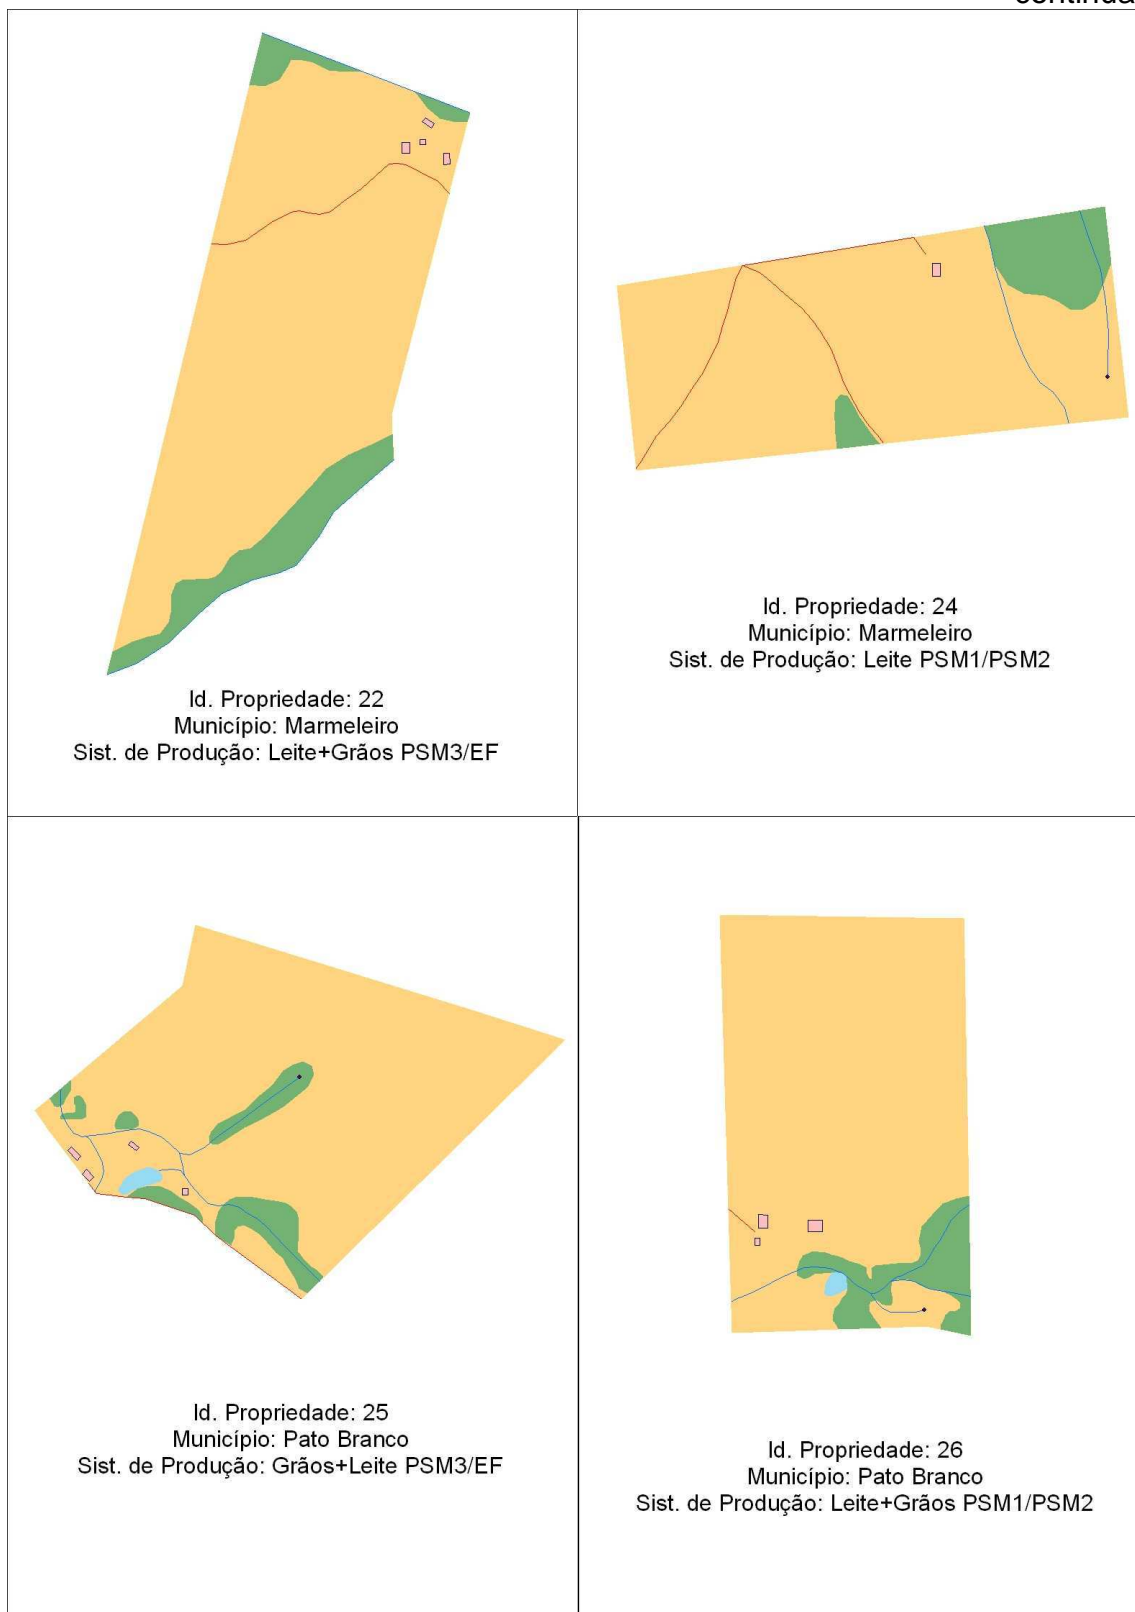 Id. Propriedade: 22
Município: Marmeleiro
Sist. de Produção: Leite+Grãos PSM3/EF
Id. Propriedade: 24
Município: Marmeleiro
Sist. de Produção: Leite PSM1/PSM2
Id. Propriedade: 25
Município: Pato Branco
Sist. de Produção: Grãos+Leite PSM3/EF
Id. Propriedade: 26
Município: Pato Branco
Sist. de Produção: Leite+Grãos PSM1/PSM2